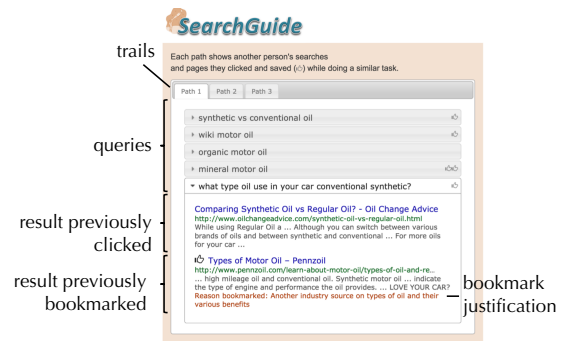 SearchGuide
trails
Each path shows another person's searches
and pages they clicked and saved () while doing a similar task.
Path 1 Path 2 Path 3
synthetic vs conventional oil
wiki motor oil
queries
organic motor oil
mineral motor oil
what type oil use in your car conventional synthetic?
result previously
clicked
Comparing Synthetic Oil vs Regular Oil? - Oil Change Advice
http://www.oilchangeadvice.com/synthetic-oil-vs-regular-oil.html
While using Regular Oil a ... Although you can switch between various
brands of oils and between synthetic and conventional ... For more oils
for your car ...
result previously
bookmarked
Types of Motor Oil – Pennzoil
http://www.pennzoil.com/learn-about-motor-oil/types-of-oil-and-re..
... high mileage oil and conventional oil. Synthetic motor oil ... indicate
the type of engine and performance the oil provides. ... LOVE YOUR CAR?
Reason bookmarked: Another industry source on types of oil and their
various benefits
bookmark
justification